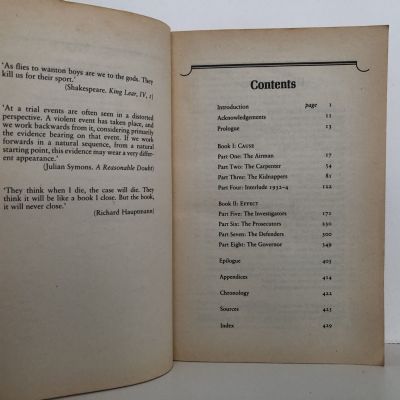 'As flies to wanton boys are we to the gods. They
kill us for their sport.'
(Shakespeare. King Lear, IV, 1)
'At a trial events are often seen in a distorted
perspective. A violent event has taken place, and
we work backwards from it, considering primarily
the evidence bearing on that event. If we work
forwards in a natural sequence, from a natural
starting point, this evidence may wear a very differ-
ent appearance.'
(Julian Symons. A Reasonable Doubt)
'They think when I die, the case will die. They
think it will be like a book I close. But the book,
it will never close.'
(Richard Hauptmann)
Contents
Introduction page 1
Acknowledgements 11
Prologue 13
Book I: CAUSE
Part One: The Airman 17
Part Two: The Carpenter 54
Part Three: The Kidnappers 81
Part Four: Interlude 1932-4 122
Book II: EFFECT
Part Five: The Investigators 171
Part Six: The Prosecutors 230
Part Seven: The Defenders 300
Part Eight: The Governor 349
Epilogue 403
Appendices 414
Chronology 422
Sources 425
Index 429